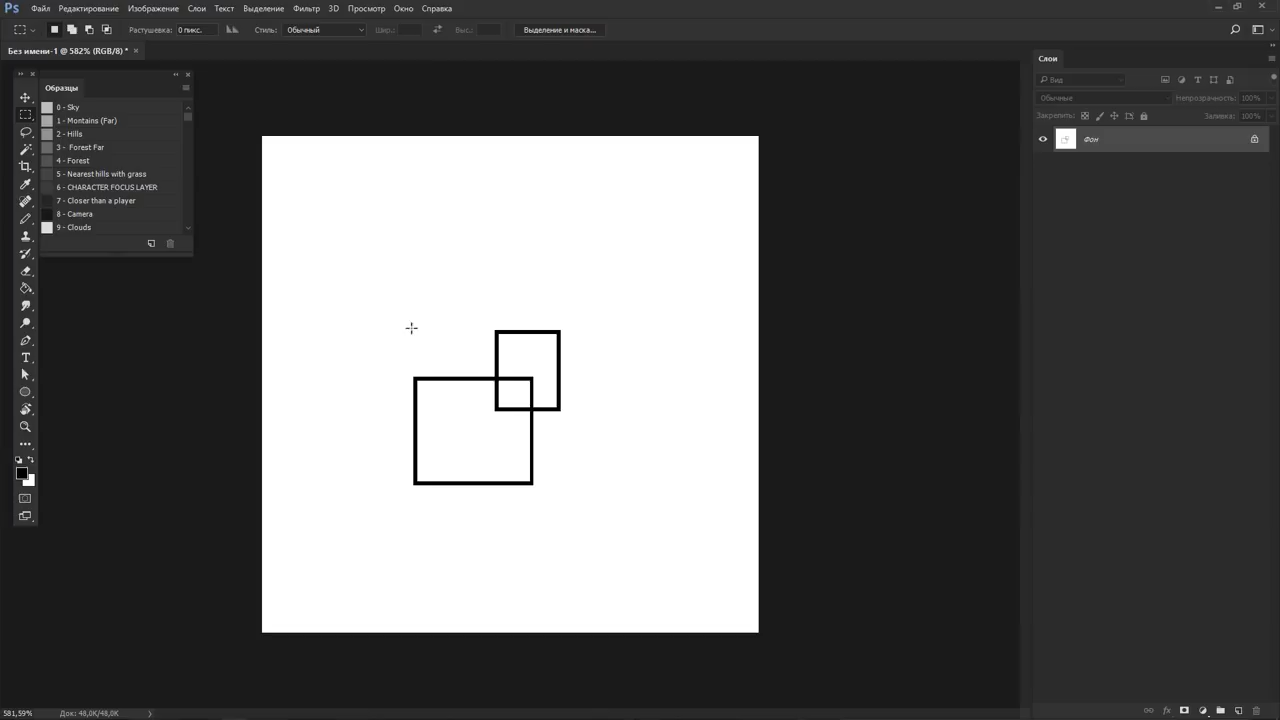 Ps Файл Редактирование Изображение Слои Текст Выделение Фильтр 3D Просмотр Окно Справка
Растушевка: 0 пикс. Стиль: Обычный Шир.: Выс.: Выделение и маска...
Без имени-1 @ 582% (RGB/8) * ×
Образцы
0 - Sky
1 - Montains (Far)
2 - Hills
3 - Forest Far
4 - Forest
5 - Nearest hills with grass
6 - CHARACTER FOCUS LAYER
7 - Closer than a player
8 - Camera
9 - Clouds
Слои
Вид
Обычные Непрозрачность: 100%
Закрепить: Заливка: 100%
Фон
581,59% Док: 48,0K/48,0K